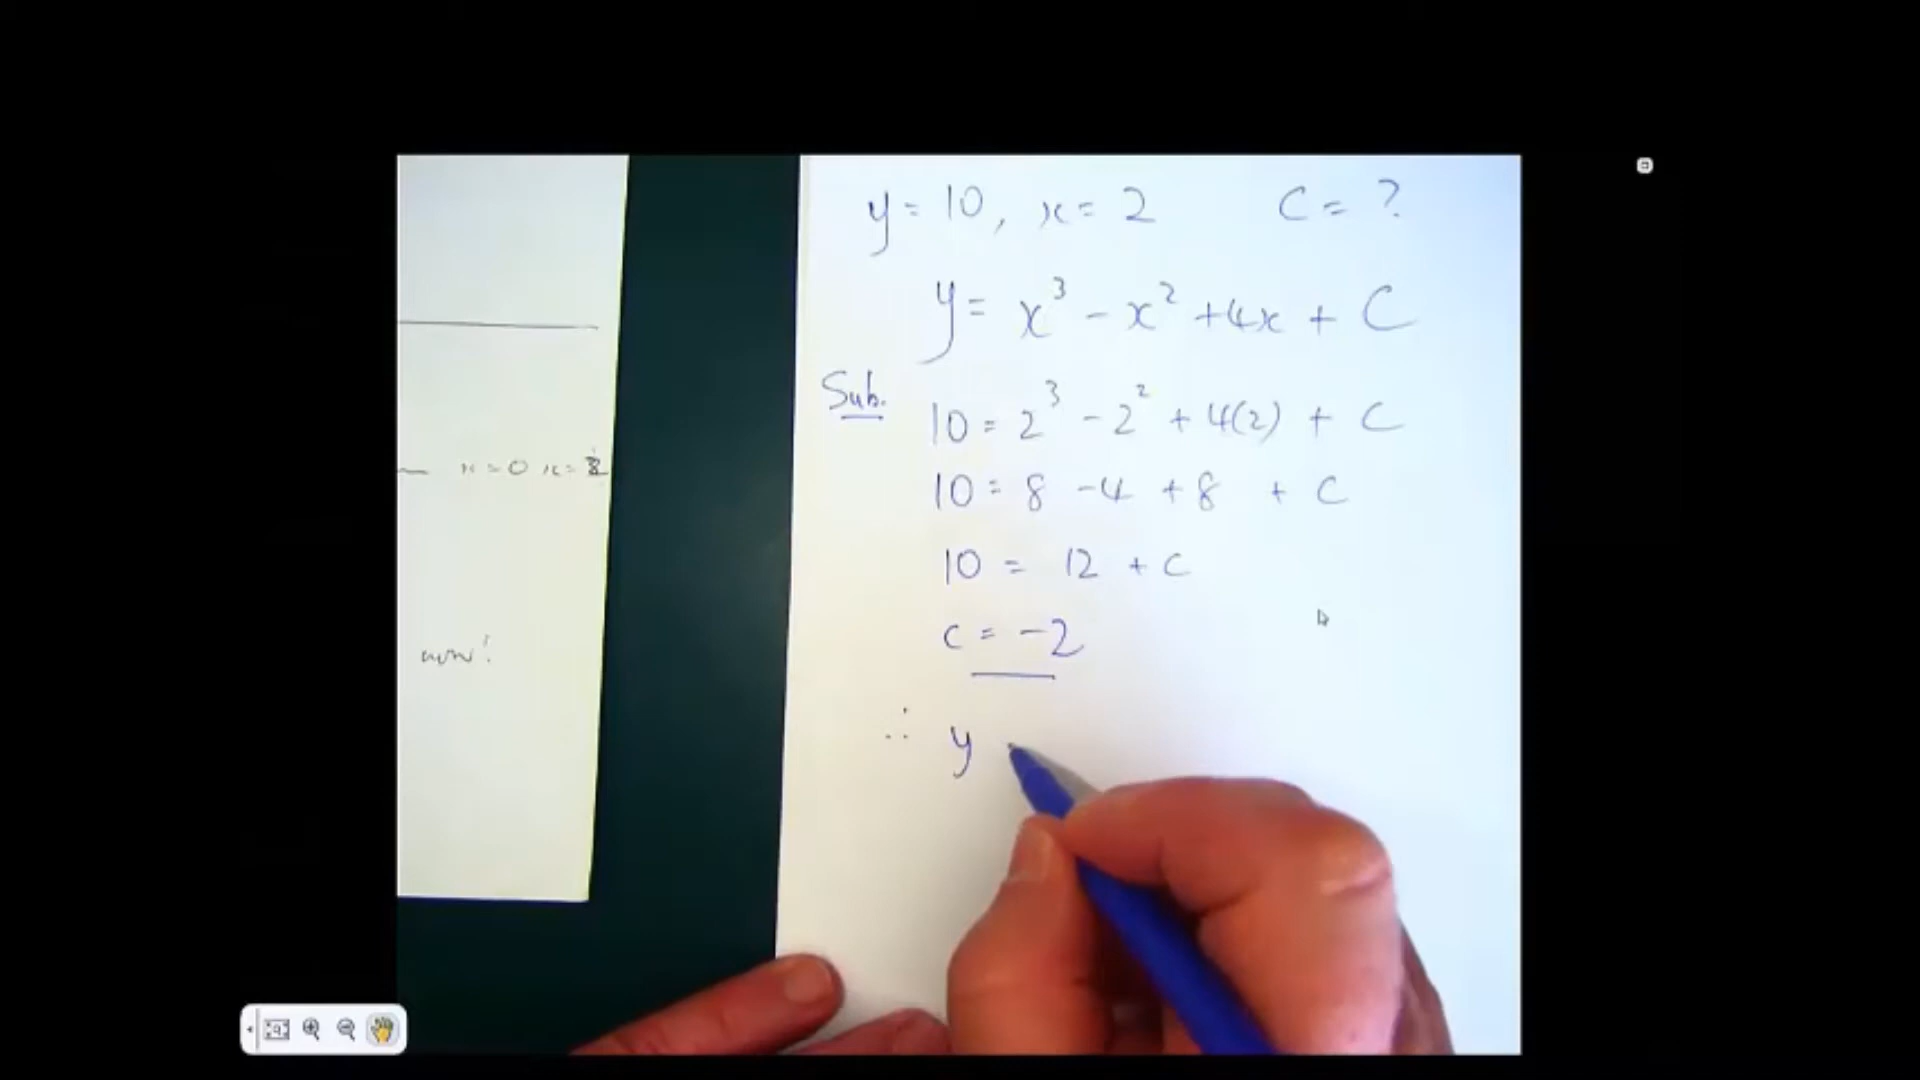 x=0 x=
y=10, x=2 C=?
y= x³ - x² +4x + C
Sub.
10=2³ -2² + 4(2) + C
10=8 -4 +8 + C
10 = 12 + C
C = -2
∴ y